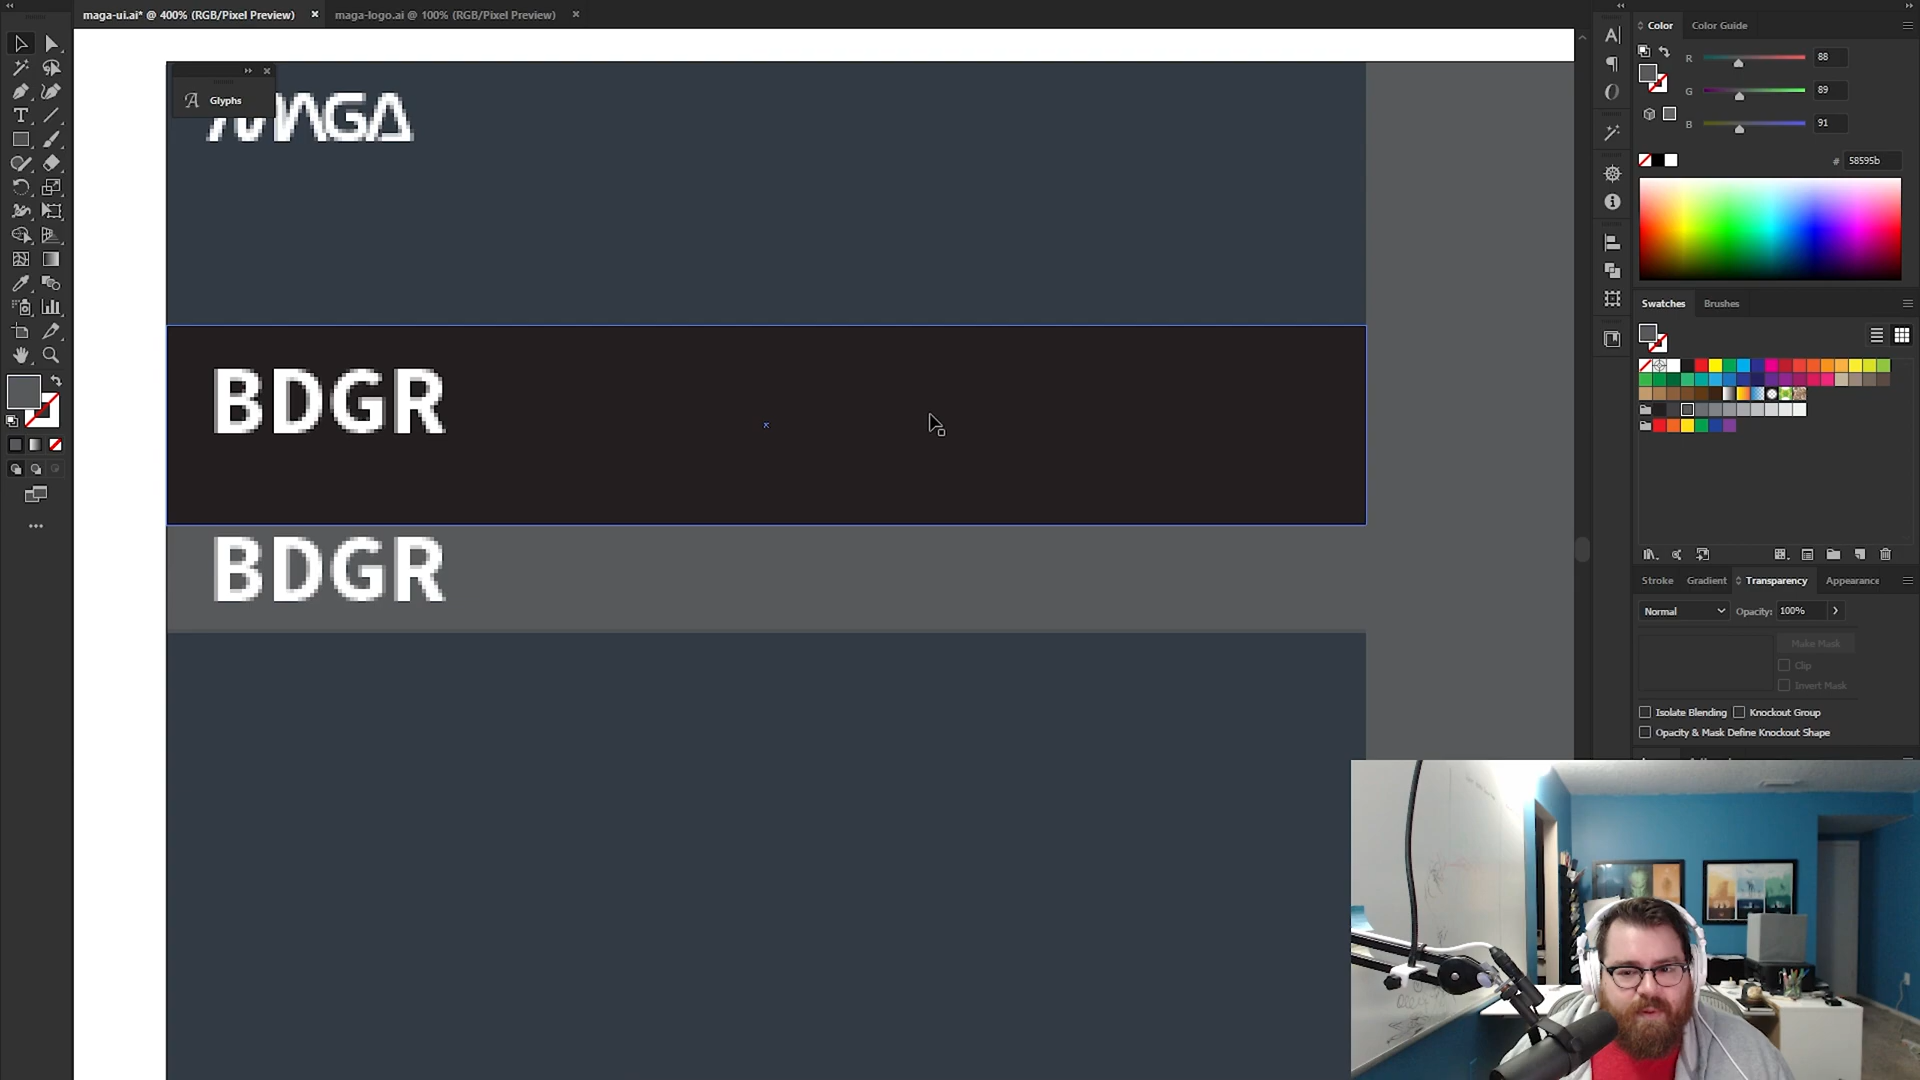 maga-ui.ai* @ 400% (RGB/Pixel Preview)
maga-logo.ai @ 100% (RGB/Pixel Preview)
Color
Color Guide
R
88
G
89
B
91
#
58595b
Glyphs
MAGA
BDGR
BDGR
Swatches
Brushes
Stroke
Gradient
Transparency
Appearance
Normal
Opacity:
100%
Make Mask
Clip
Invert Mask
Isolate Blending
Knockout Group
Opacity & Mask Define Knockout Shape